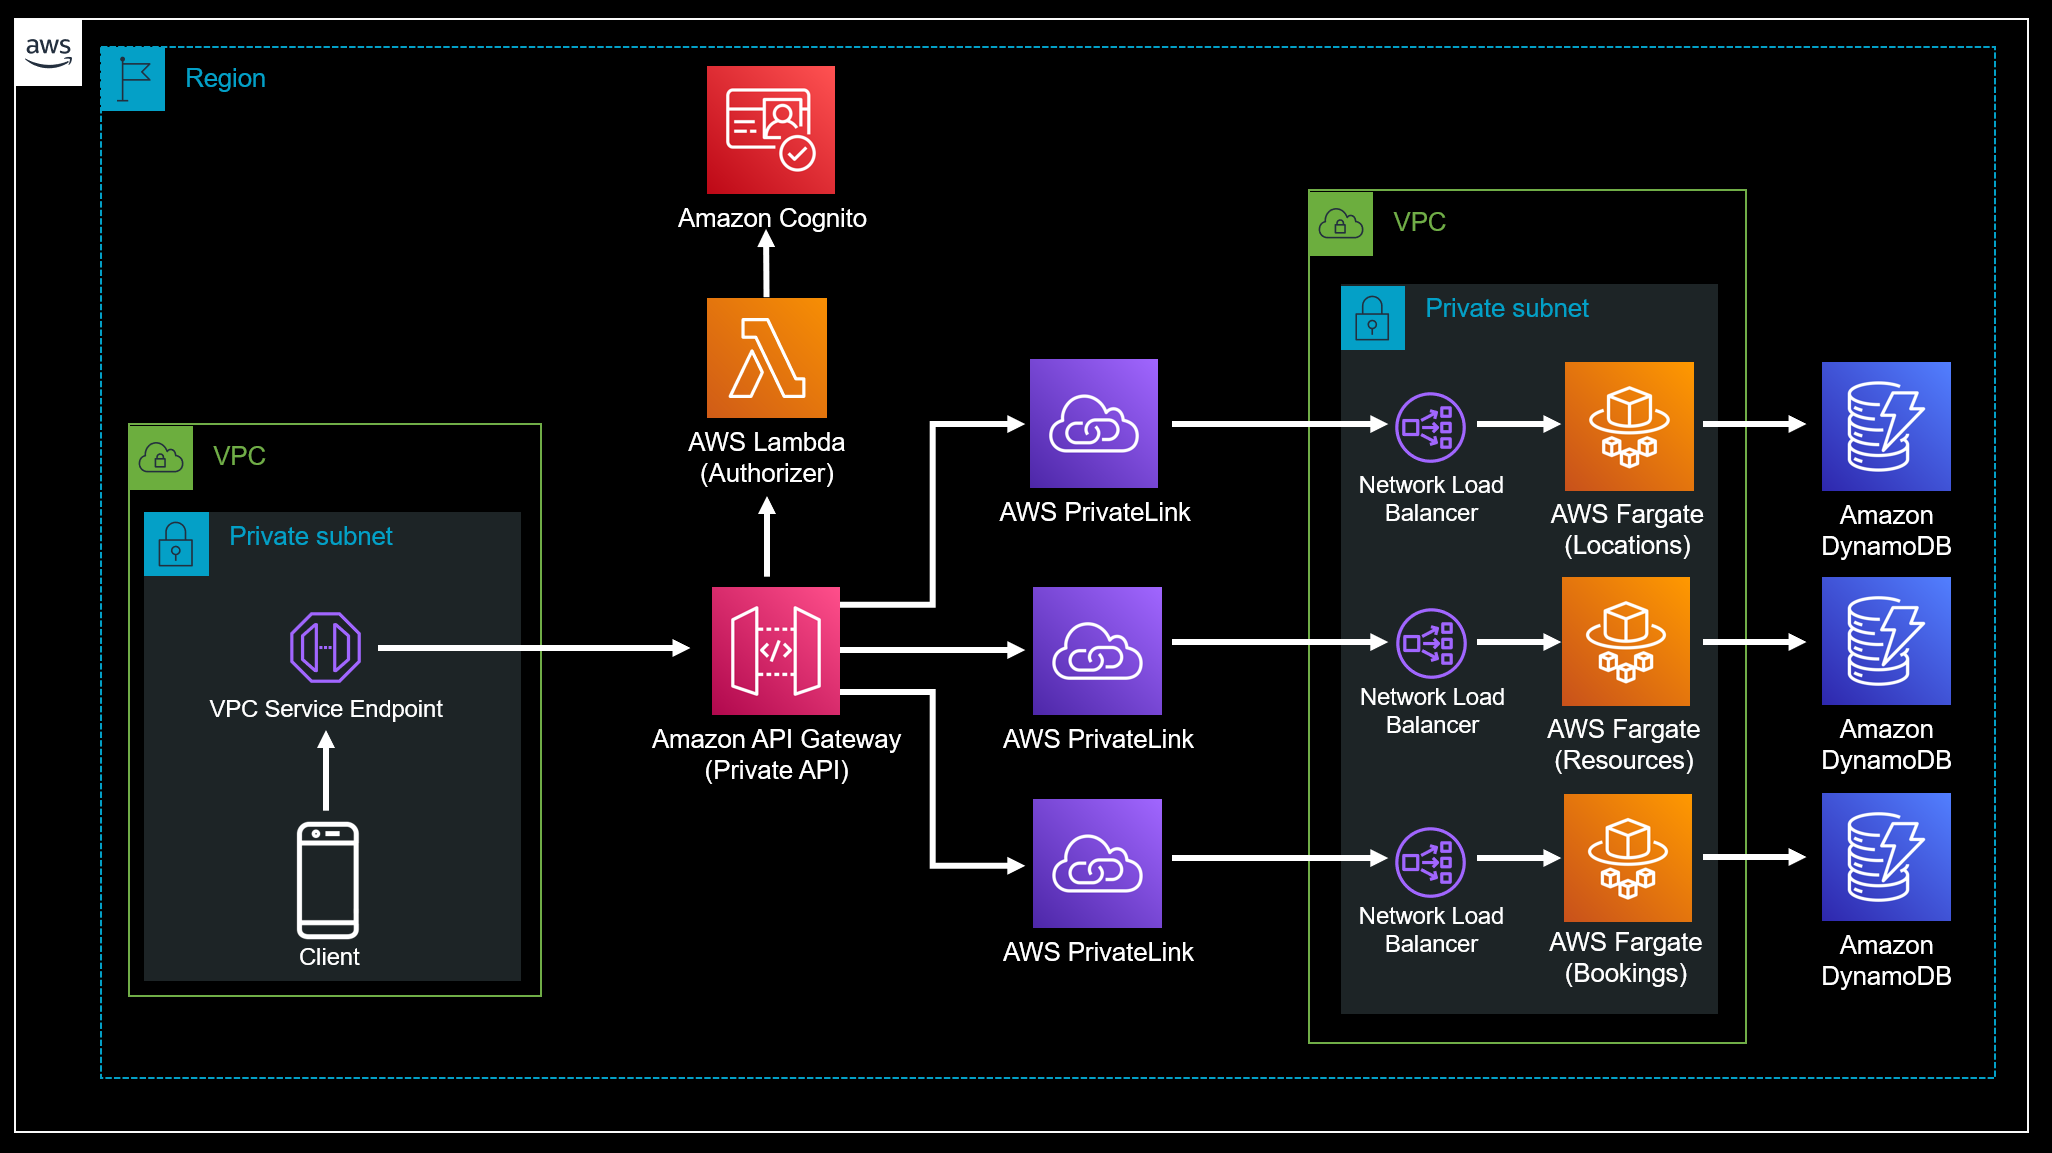 aws
Region
Amazon Cognito
AWS Lambda
(Authorizer)
VPC
Private subnet
VPC Service Endpoint
Client
Amazon API Gateway
(Private API)
AWS PrivateLink
AWS PrivateLink
AWS PrivateLink
VPC
Private subnet
Network Load
Balancer
AWS Fargate
(Locations)
Amazon
DynamoDB
Network Load
Balancer
AWS Fargate
(Resources)
Amazon
DynamoDB
Network Load
Balancer
AWS Fargate
(Bookings)
Amazon
DynamoDB